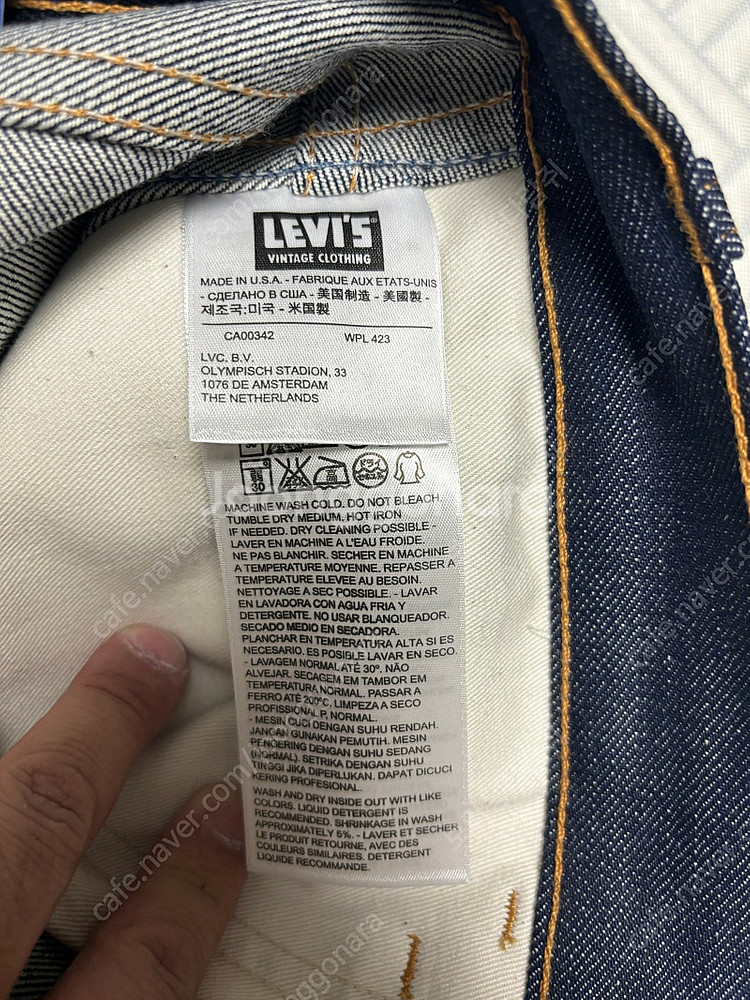 LEVI'S®
VINTAGE CLOTHING
MADE IN U.S.A. - FABRIQUE AUX ETATS-UNIS
- СДЕЛАНО В США - 美国制造 - 美國製 -
제조국:미국 - 米国製
CA00342 WPL 423
LVC. B.V.
OLYMPISCH STADION, 33
1076 DE AMSTERDAM
THE NETHERLANDS
30
ドライ
MACHINE WASH COLD. DO NOT BLEACH.
TUMBLE DRY MEDIUM. HOT IRON
IF NEEDED. DRY CLEANING POSSIBLE -
LAVER EN MACHINE A L'EAU FROIDE.
NE PAS BLANCHIR. SECHER EN MACHINE
A TEMPERATURE MOYENNE. REPASSER A
TEMPERATURE ELEVEE AU BESOIN.
NETTOYAGE A SEC POSSIBLE. - LAVAR
EN LAVADORA CON AGUA FRIA Y
DETERGENTE. NO USAR BLANQUEADOR.
SECADO MEDIO EN SECADORA.
PLANCHAR EN TEMPERATURA ALTA SI ES
NECESARIO. ES POSIBLE LAVAR EN SECO.
- LAVAGEM NORMAL ATÉ 30º. NÃO
ALVEJAR. SECAGEM EM TAMBOR EM
TEMPERATURA NORMAL. PASSAR A
FERRO ATÉ 200ºC. LIMPEZA A SECO
PROFISSIONAL P, NORMAL.
- MESIN CUCI DENGAN SUHU RENDAH.
JANGAN GUNAKAN PEMUTIH. MESIN
PENGERING DENGAN SUHU SEDANG
(NORMAL). SETRIKA DENGAN SUHU
TINGGI JIKA DIPERLUKAN. DAPAT DICUCI
KERING PROFESIONAL.
WASH AND DRY INSIDE OUT WITH LIKE
COLORS. LIQUID DETERGENT IS
RECOMMENDED. SHRINKAGE IN WASH
APPROXIMATELY 5%. - LAVER ET SECHER
LE PRODUIT RETOURNE, AVEC DES
COULEURS SIMILAIRES. DETERGENT
LIQUIDE RECOMMANDE.